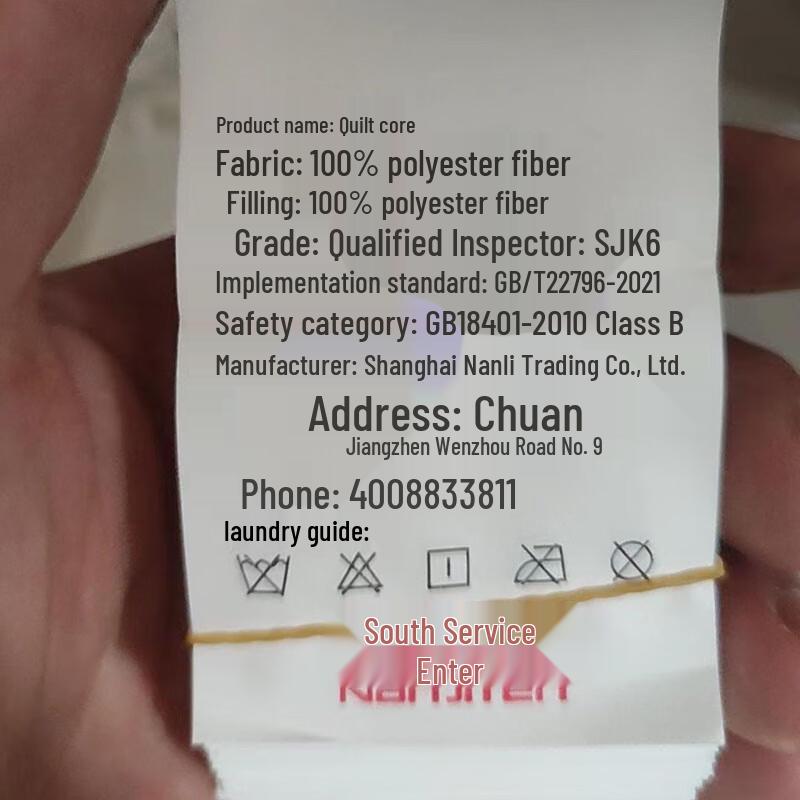 Product name: Quilt core
Fabric: 100% polyester fiber
Filling: 100% polyester fiber
Grade: Qualified Inspector: SJK6
Implementation standard: GB/T22796-2021
Safety category: GB18401-2010 Class B
Manufacturer: Shanghai Nanli Trading Co., Ltd.
Address: Chuan
Jiangzhen Wenzhou Road No. 9
Phone: 4008833811
laundry guide:
South Service
Enter